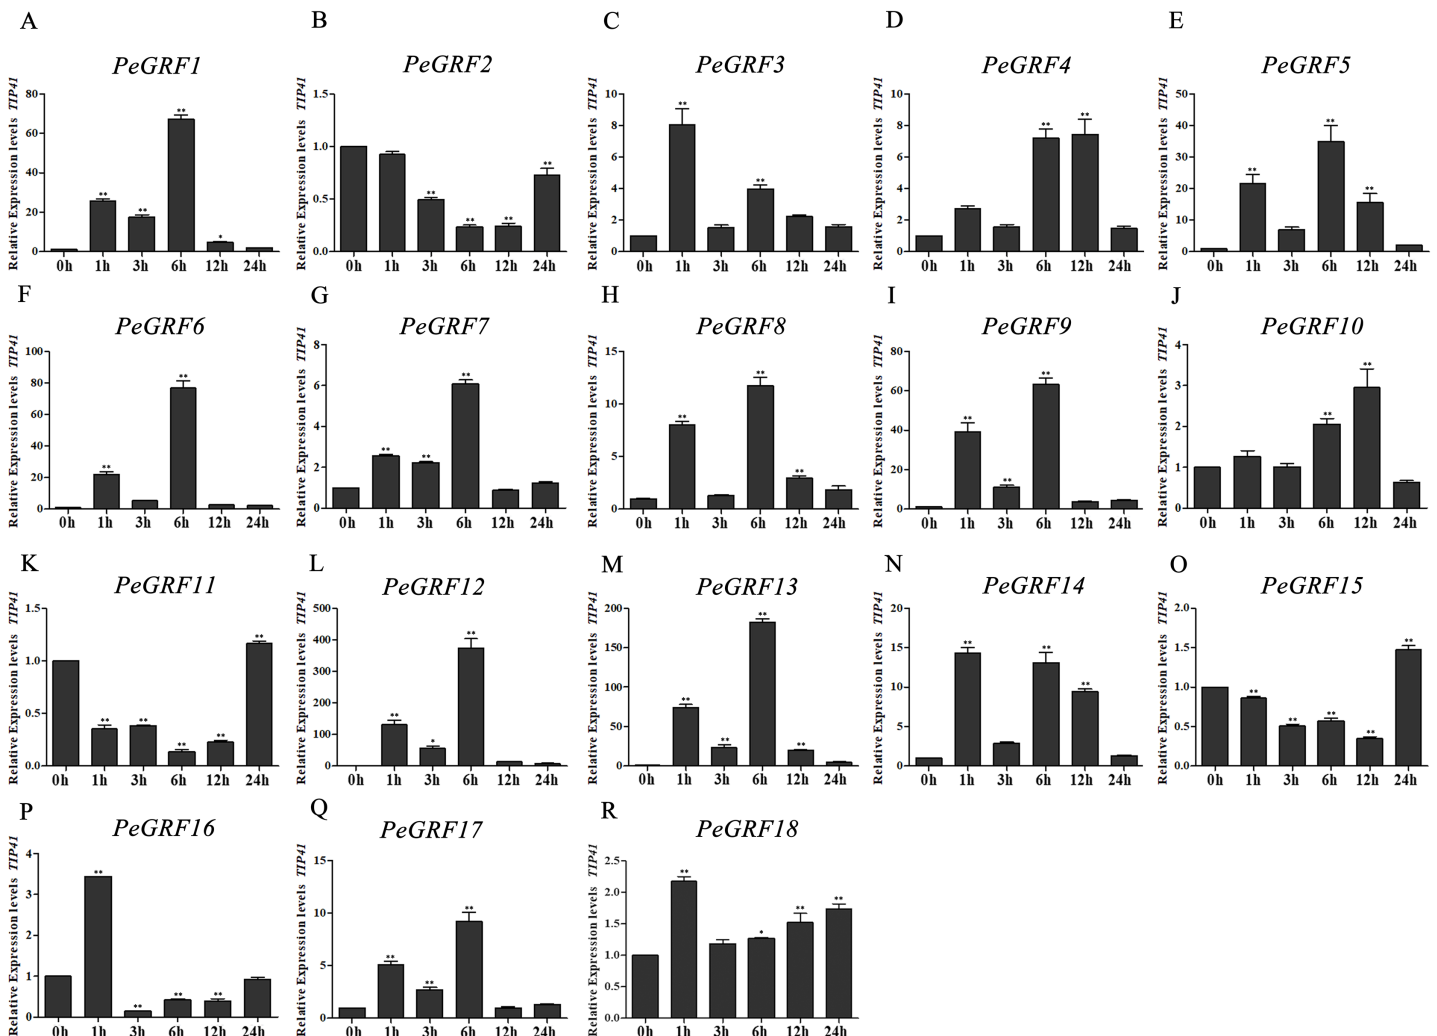 A
PeGRF1
Relative Expression levels TIP41
80
60
40
20
0
**
**
**
*
0h 1h 3h 6h 12h 24h
B
PeGRF2
Relative Expression levels TIP41
1.5
1.0
0.5
0.0
**
**
**
**
0h 1h 3h 6h 12h 24h
C
PeGRF3
Relative Expression levels TIP41
10
8
6
4
2
0
**
**
0h 1h 3h 6h 12h 24h
D
PeGRF4
Relative Expression levels TIP41
10
8
6
4
2
0
**
**
0h 1h 3h 6h 12h 24h
E
PeGRF5
Relative Expression levels TIP41
50
40
30
20
10
0
**
**
**
0h 1h 3h 6h 12h 24h
F
PeGRF6
Relative Expression levels TIP41
100
80
60
40
20
0
**
**
0h 1h 3h 6h 12h 24h
G
PeGRF7
Relative Expression levels TIP41
8
6
4
2
0
**
**
**
0h 1h 3h 6h 12h 24h
H
PeGRF8
Relative Expression levels TIP41
15
10
5
0
**
**
**
0h 1h 3h 6h 12h 24h
I
PeGRF9
Relative Expression levels TIP41
80
60
40
20
0
**
**
**
0h 1h 3h 6h 12h 24h
J
PeGRF10
Relative Expression levels TIP41
4
3
2
1
0
**
**
0h 1h 3h 6h 12h 24h
K
PeGRF11
Relative Expression levels TIP41
1.5
1.0
0.5
0.0
**
**
**
**
**
0h 1h 3h 6h 12h 24h
L
PeGRF12
Relative Expression levels TIP41
500
400
300
200
100
0
**
*
**
0h 1h 3h 6h 12h 24h
M
PeGRF13
Relative Expression levels TIP41
200
150
100
50
0
**
**
**
**
0h 1h 3h 6h 12h 24h
N
PeGRF14
Relative Expression levels TIP41
20
15
10
5
0
**
**
**
0h 1h 3h 6h 12h 24h
O
PeGRF15
Relative Expression levels TIP41
2.0
1.5
1.0
0.5
0.0
**
**
**
**
**
0h 1h 3h 6h 12h 24h
P
PeGRF16
Relative Expression levels TIP41
4
3
2
1
0
**
**
**
**
0h 1h 3h 6h 12h 24h
Q
PeGRF17
Relative Expression levels TIP41
15
10
5
0
**
**
**
0h 1h 3h 6h 12h 24h
R
PeGRF18
Relative Expression levels TIP41
2.5
2.0
1.5
1.0
0.5
0.0
**
*
**
**
0h 1h 3h 6h 12h 24h